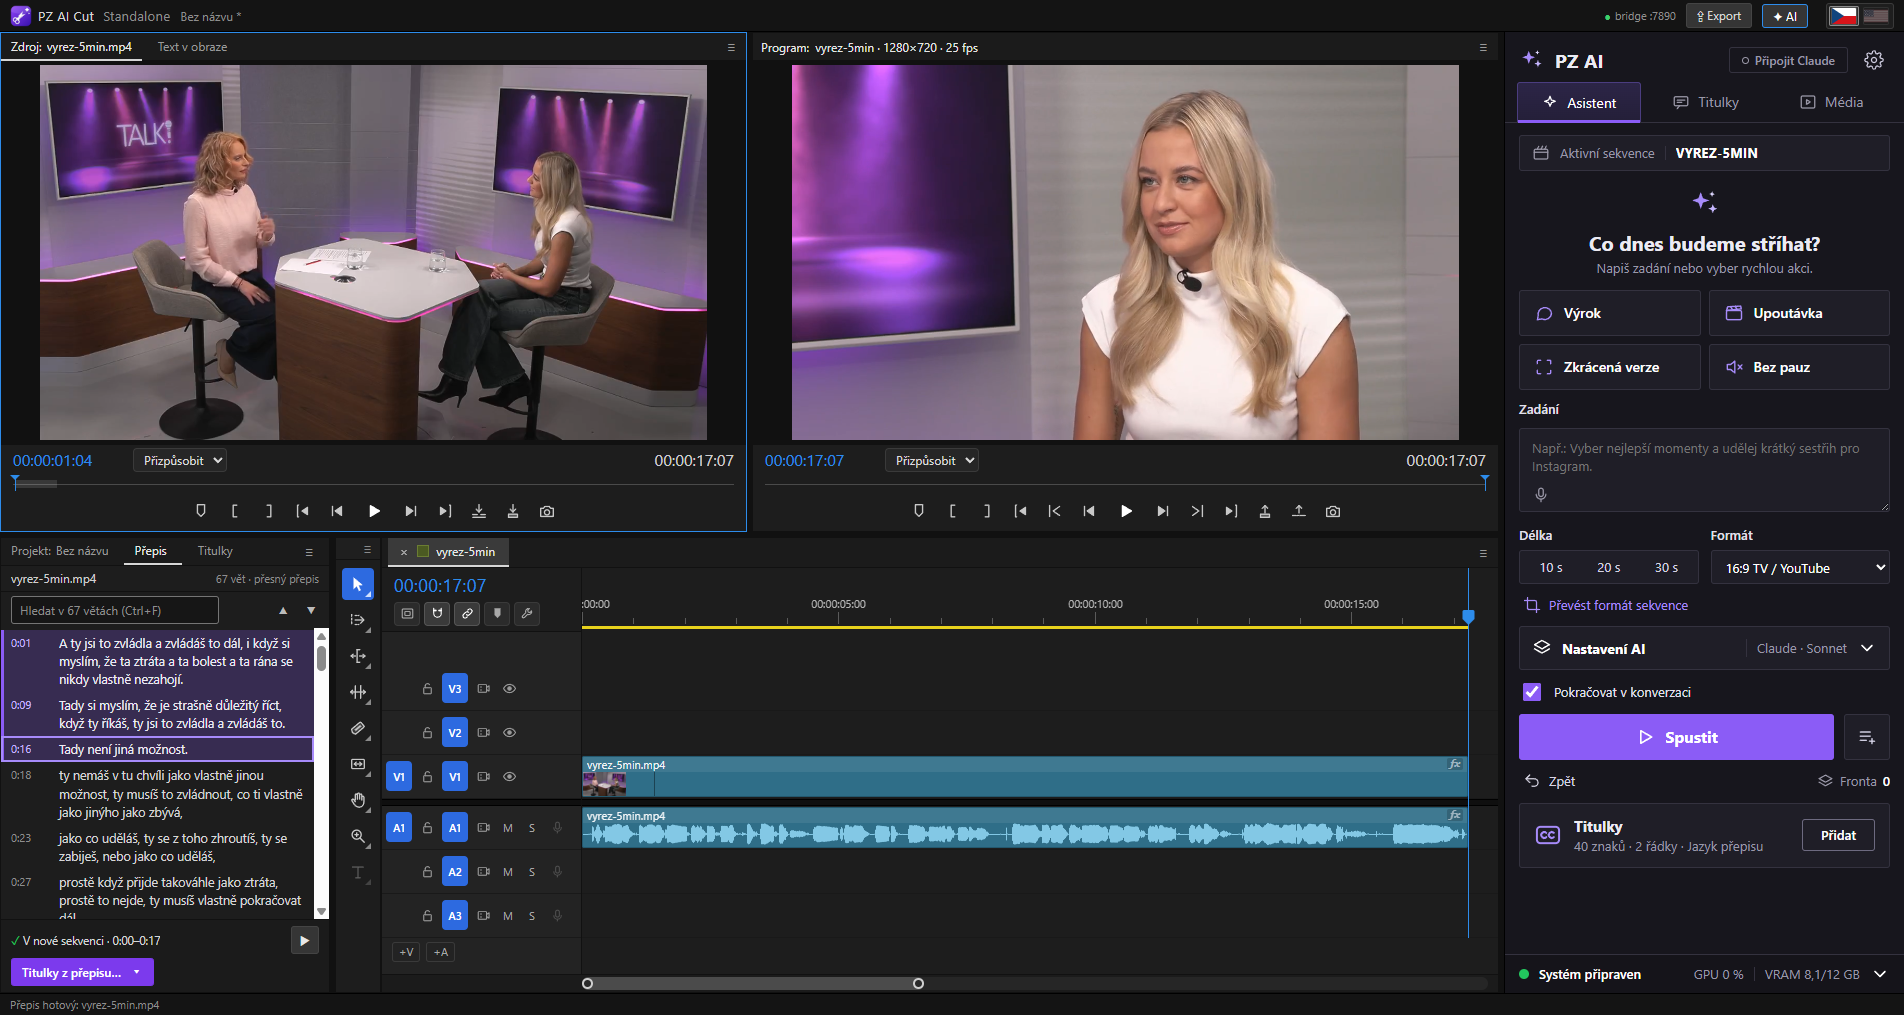 PZ AI Cut Standalone Bez názvu *
bridge :7890 Export AI
Zdroj: vyrez-5min.mp4 Text v obraze
TALK!
00:00:01:04 Přizpůsobit 00:00:17:07
Program: vyrez-5min · 1280×720 · 25 fps
00:00:17:07 Přizpůsobit 00:00:17:07
Projekt: Bez názvu Přepis Titulky
vyrez-5min.mp4 67 vět · přesný přepis
Hledat v 67 větách (Ctrl+F)
0:01 A ty jsi to zvládla a zvládáš to dál, i když si
myslím, že ta ztráta a ta bolest a ta rána se
nikdy vlastně nezahojí.
0:09 Tady si myslím, že je strašně důležitý říct,
když ty říkáš, ty jsi to zvládla a zvládáš to.
0:16 Tady není jiná možnost.
0:18 ty nemáš v tu chvíli jako vlastně jinou
možnost, ty musíš to zvládnout, co ti vlastně
jako jinýho jako zbývá,
0:23 jako co uděláš, ty se z toho zhroutíš, ty se
zabiješ, nebo jako co uděláš,
0:27 prostě když přijde takováhle jako ztráta,
prostě to nejde, ty musíš vlastně pokračovat
dál
✓ V nové sekvenci · 0:00–0:17
Titulky z přepisu...
Přepis hotový: vyrez-5min.mp4
× vyrez-5min
00:00:17:07
:00:00 00:00:05:00 00:00:10:00 00:00:15:00
V3
V2
V1 V1
vyrez-5min.mp4 fx
A1 A1 M S
vyrez-5min.mp4 fx
A2 M S
A3 M S
+V +A
PZ AI Připojit Claude
Asistent Titulky Média
Aktivní sekvence VYREZ-5MIN
Co dnes budeme stříhat?
Napiš zadání nebo vyber rychlou akci.
Výrok Upoutávka
Zkrácená verze Bez pauz
Zadání
Např.: Vyber nejlepší momenty a udělej krátký sestřih pro
Instagram.
Délka Formát
10 s 20 s 30 s 16:9 TV / YouTube
Převést formát sekvence
Nastavení AI Claude · Sonnet
Pokračovat v konverzaci
Spustit
Zpět Fronta 0
CC Titulky
40 znaků · 2 řádky · Jazyk přepisu
Přidat
Systém připraven GPU 0 % VRAM 8,1/12 GB